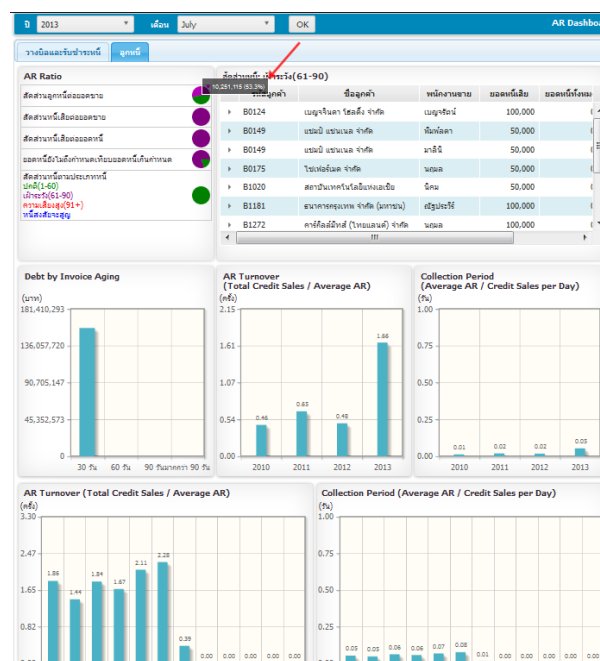 ปี 2013 เดือน July OK AR Dashboa
วางบิลและรับชำระหนี้ ลูกหนี้
AR Ratio
สัดส่วนลูกหนี้ต่อยอดขาย
สัดส่วนหนี้เสียต่อยอดขาย
สัดส่วนหนี้เสียต่อยอดหนี้
ยอดหนี้ยังไม่ถึงกำหนดเทียบยอดหนี้เกินกำหนด
สัดส่วนหนี้ตามประเภทหนี้
ปกติ(1-60)
เฝ้าระวัง(61-90)
ความเสี่ยงสูง(91+)
หนี้สงสัยจะสูญ
10,251,115 (53.3%)
(61-90)
ชื่อลูกค้า พนักงานขาย ยอดหนี้เสีย ยอดหนี้ทั้งหม
B0124 เบญจจินดา โฮลดิ้ง จำกัด เบญจรัตน์ 100,000
B0149 แชมป์ แชนเนล จำกัด พิมพ์ลดา 50,000
B0149 แชมป์ แชนเนล จำกัด มาลินี 50,000
B0175 ไซเฟอร์เมด จำกัด นฤมล 50,000
B1020 สถาบันเทคโนโลยีแห่งเอเชีย นิคม 50,000
B1181 ธนาคารกรุงเทพ จำกัด (มหาชน) ณัฐประวีร์ 100,000
B1272 คาร์กิลล์มีทส์ (ไทยแลนด์) จำกัด นฤมล 100,000
Debt by Invoice Aging
(บาท)
181,410,293
136,057,720
90,705,147
45,352,573
0
30 วัน 60 วัน 90 วัน มากกว่า 90 วัน
AR Turnover
(Total Credit Sales / Average AR)
(ครั้ง)
2.15
1.61
1.07
0.54
0.00
0.46 0.65 0.48 1.66
2010 2011 2012 2013
Collection Period
(Average AR / Credit Sales per Day)
(วัน)
1.00
0.75
0.50
0.25
0.00
0.01 0.02 0.02 0.05
2010 2011 2012 2013
AR Turnover (Total Credit Sales / Average AR)
(ครั้ง)
3.30
2.47
1.65
0.82
1.86 1.44 1.84 1.67 2.11 2.28 0.39 0.00 0.00 0.00 0.00 0.00
Collection Period (Average AR / Credit Sales per Day)
(วัน)
1.00
0.75
0.50
0.25
0.05 0.05 0.06 0.06 0.07 0.08 0.01 0.00 0.00 0.00 0.00 0.00